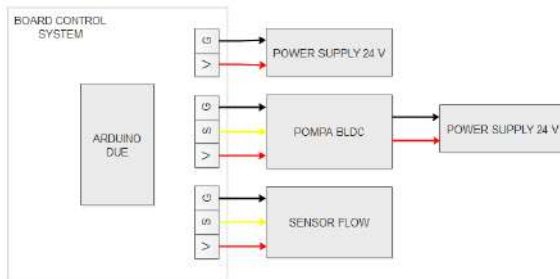 BOARD CONTROL
SYSTEM
G
V
POWER SUPPLY 24 V
ARDUINO
DUE
G
S
V
POMPA BLDC
POWER SUPPLY 24 V
G
S
V
SENSOR FLOW